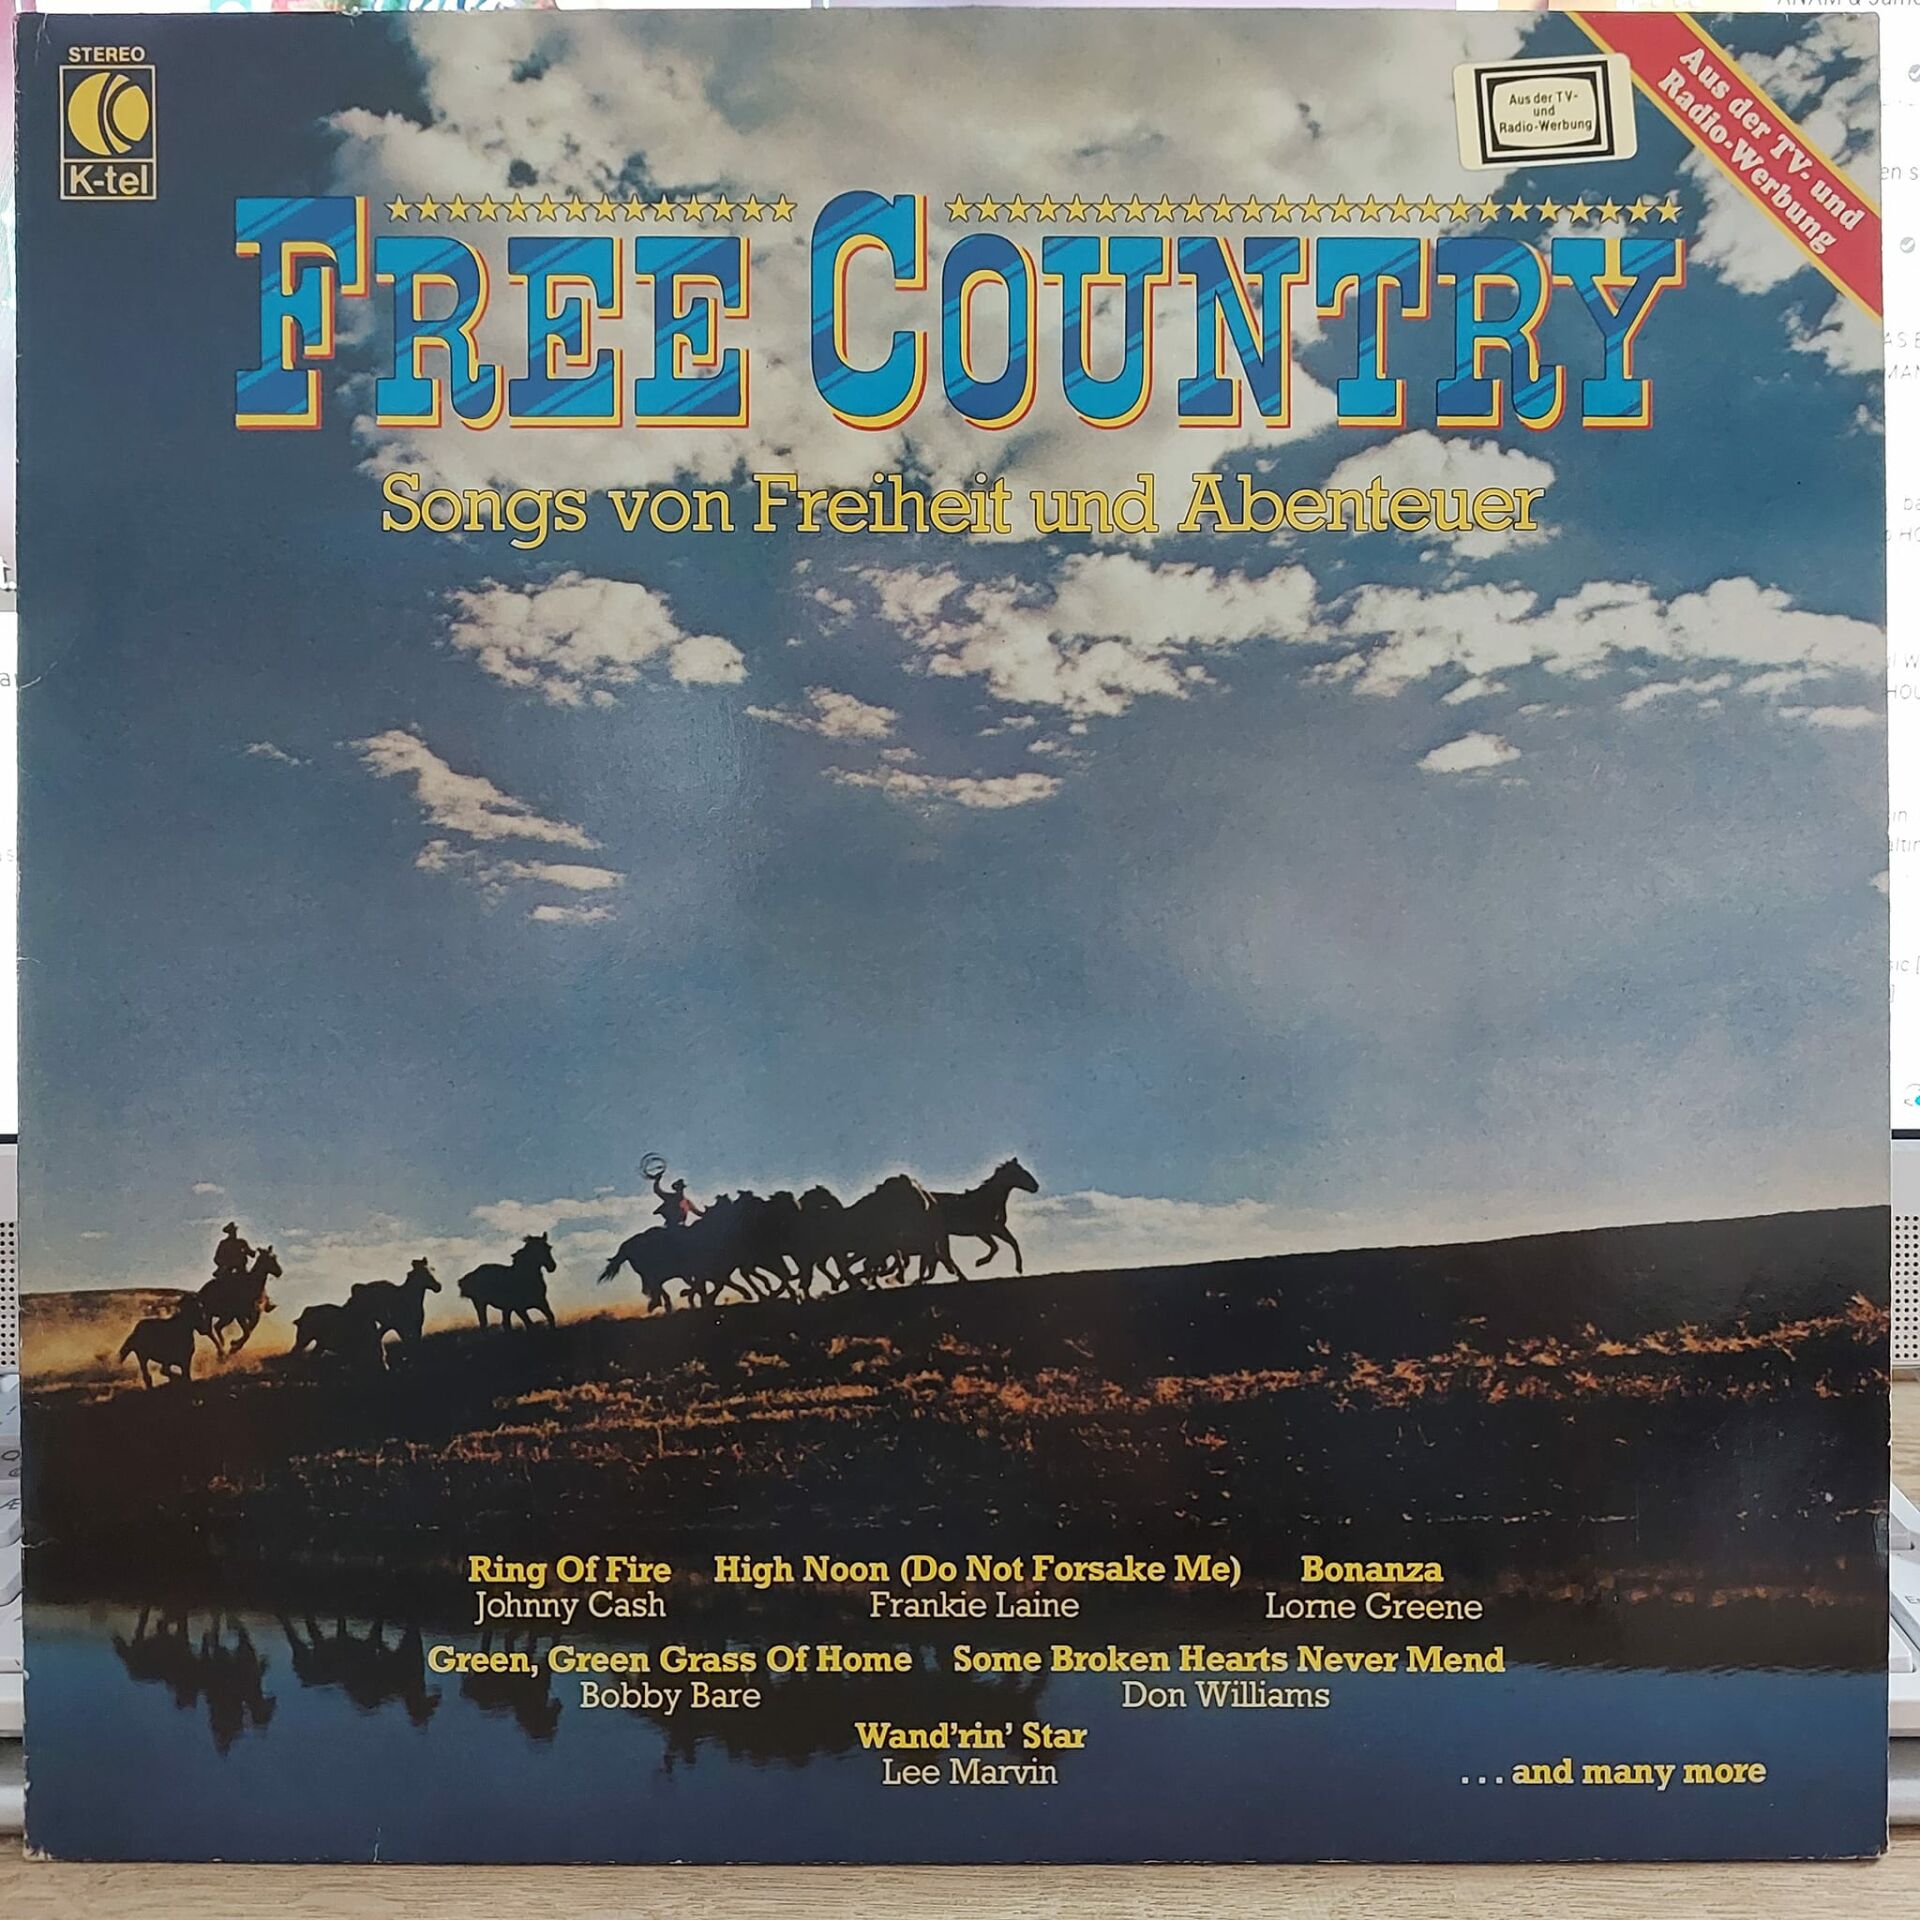 STEREO
K-tel
Aus der TV-
und
Radio-Werbung
Aus der TV- und
Radio-Werbung
FREE COUNTRY
Songs von Freiheit und Abenteuer
Ring Of Fire High Noon (Do Not Forsake Me) Bonanza
Johnny Cash Frankie Laine Lorne Greene
Green, Green Grass Of Home Some Broken Hearts Never Mend
Bobby Bare Don Williams
Wand'rin' Star
Lee Marvin
...and many more